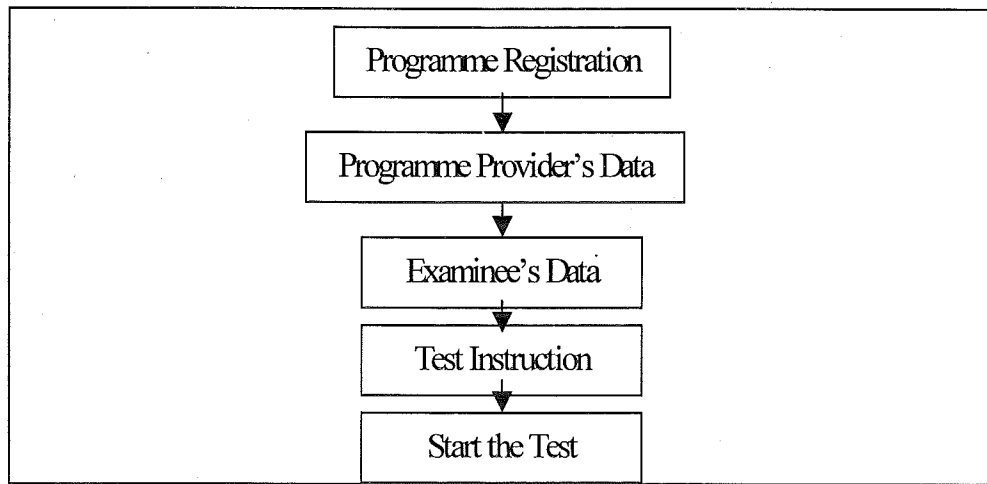 Programme Registration
Programme Provider's Data
Examinee's Data
Test Instruction
Start the Test